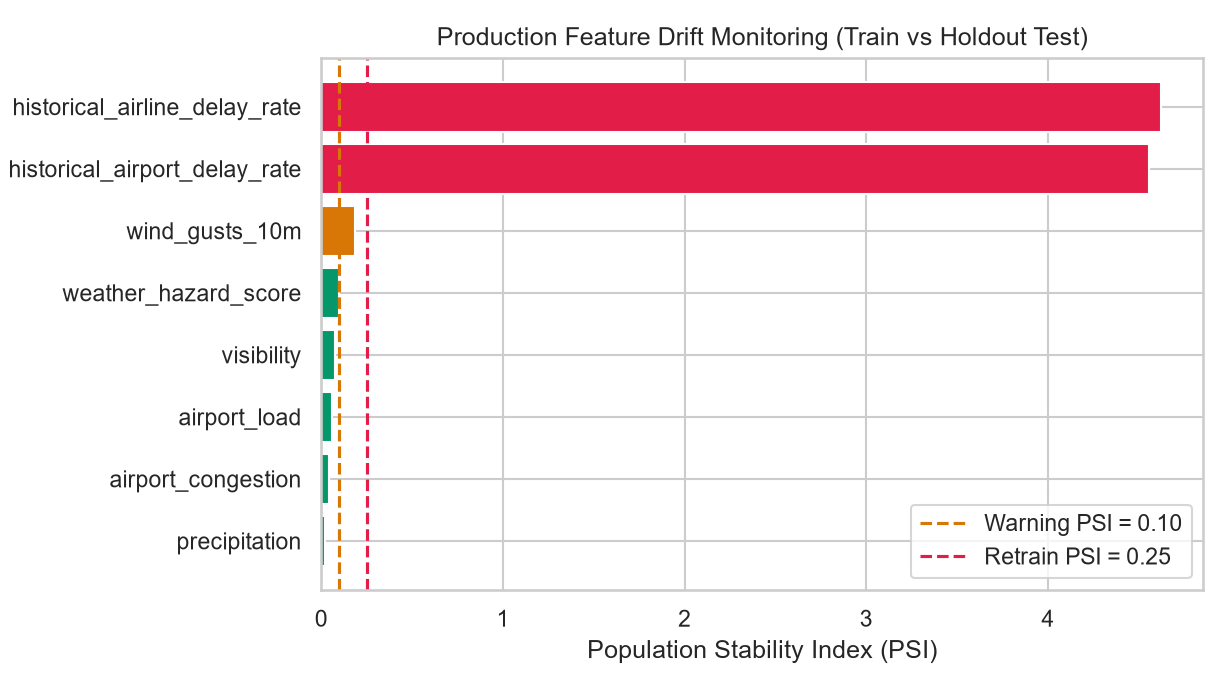 Production Feature Drift Monitoring (Train vs Holdout Test)
historical_airline_delay_rate
historical_airport_delay_rate
wind_gusts_10m
weather_hazard_score
visibility
airport_load
airport_congestion
precipitation
Warning PSI = 0.10
Retrain PSI = 0.25
0 1 2 3 4
Population Stability Index (PSI)